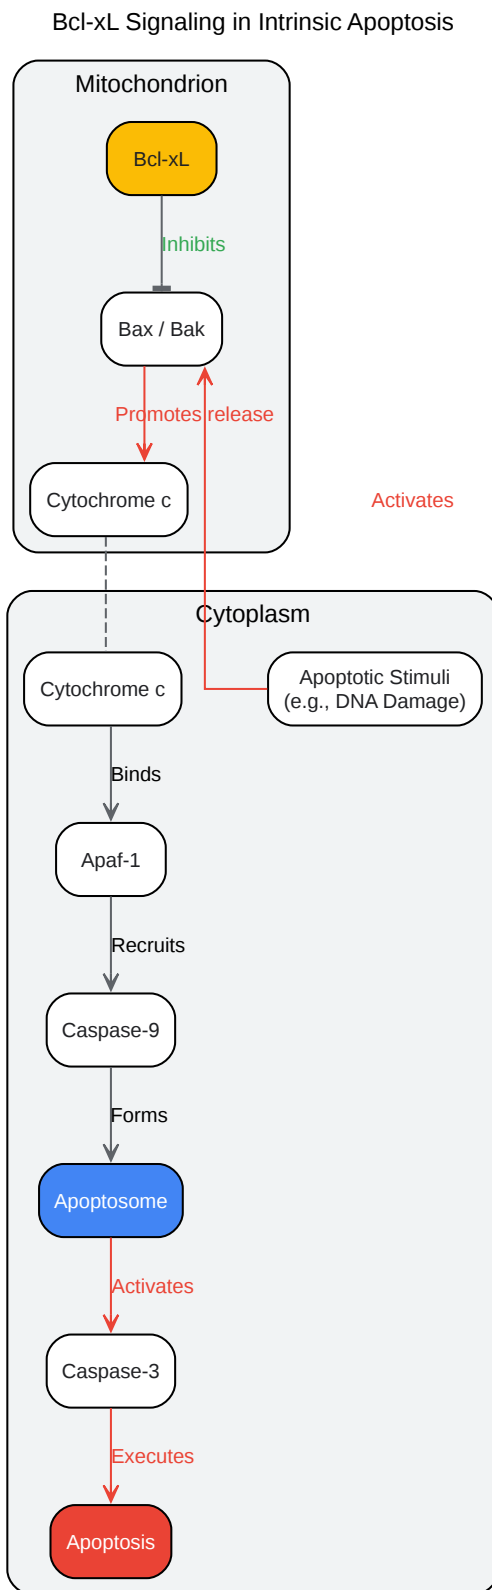 Bcl-xL Signaling in Intrinsic Apoptosis
Mitochondrion
Bcl-xL
Inhibits
Bax / Bak
Promotes release
Cytochrome c
Activates
Cytoplasm
Cytochrome c
Apoptotic Stimuli
(e.g., DNA Damage)
Binds
Apaf-1
Recruits
Caspase-9
Forms
Apoptosome
Activates
Caspase-3
Executes
Apoptosis